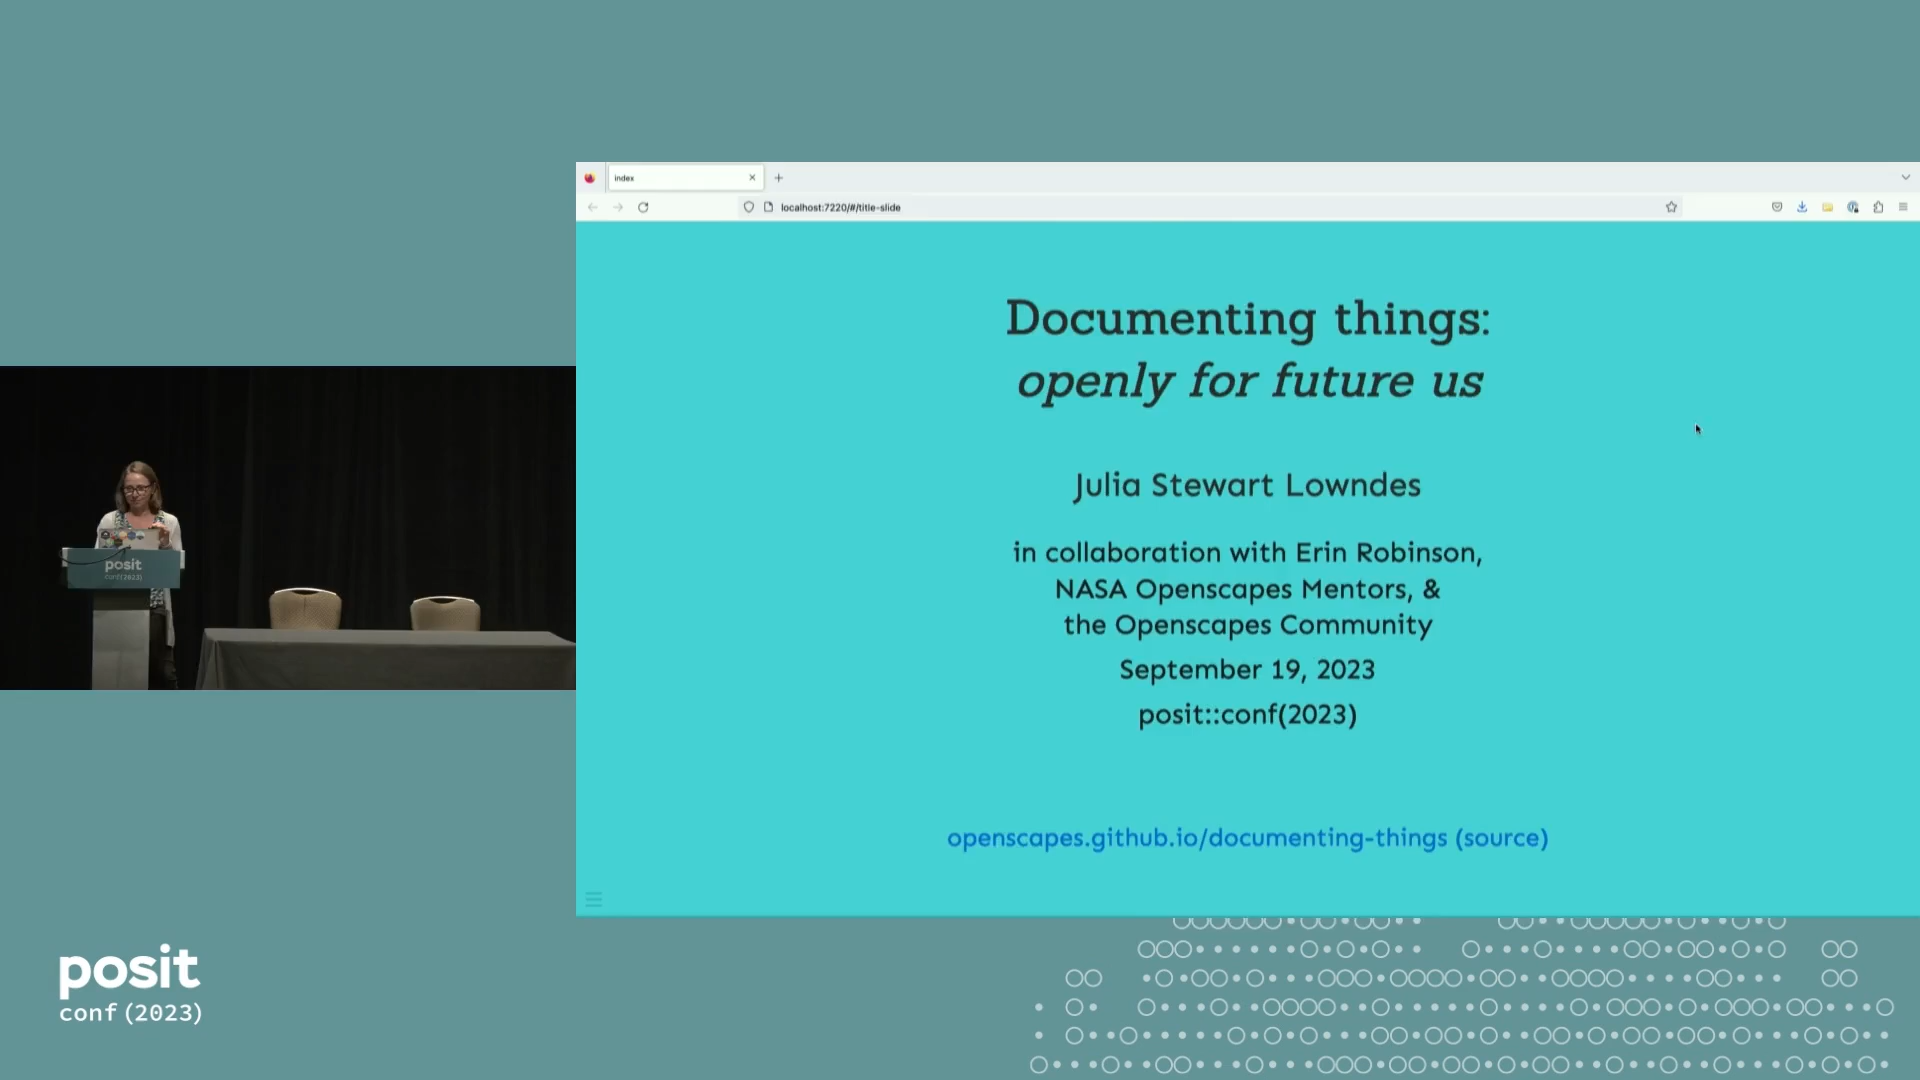 index
localhost:7220/#/title-slide
Documenting things:
openly for future us
Julia Stewart Lowndes
in collaboration with Erin Robinson,
NASA Openscapes Mentors, &
the Openscapes Community
September 19, 2023
posit::conf(2023)
openscapes.github.io/documenting-things (source)
posit
conf(2023)
posit
conf(2023)